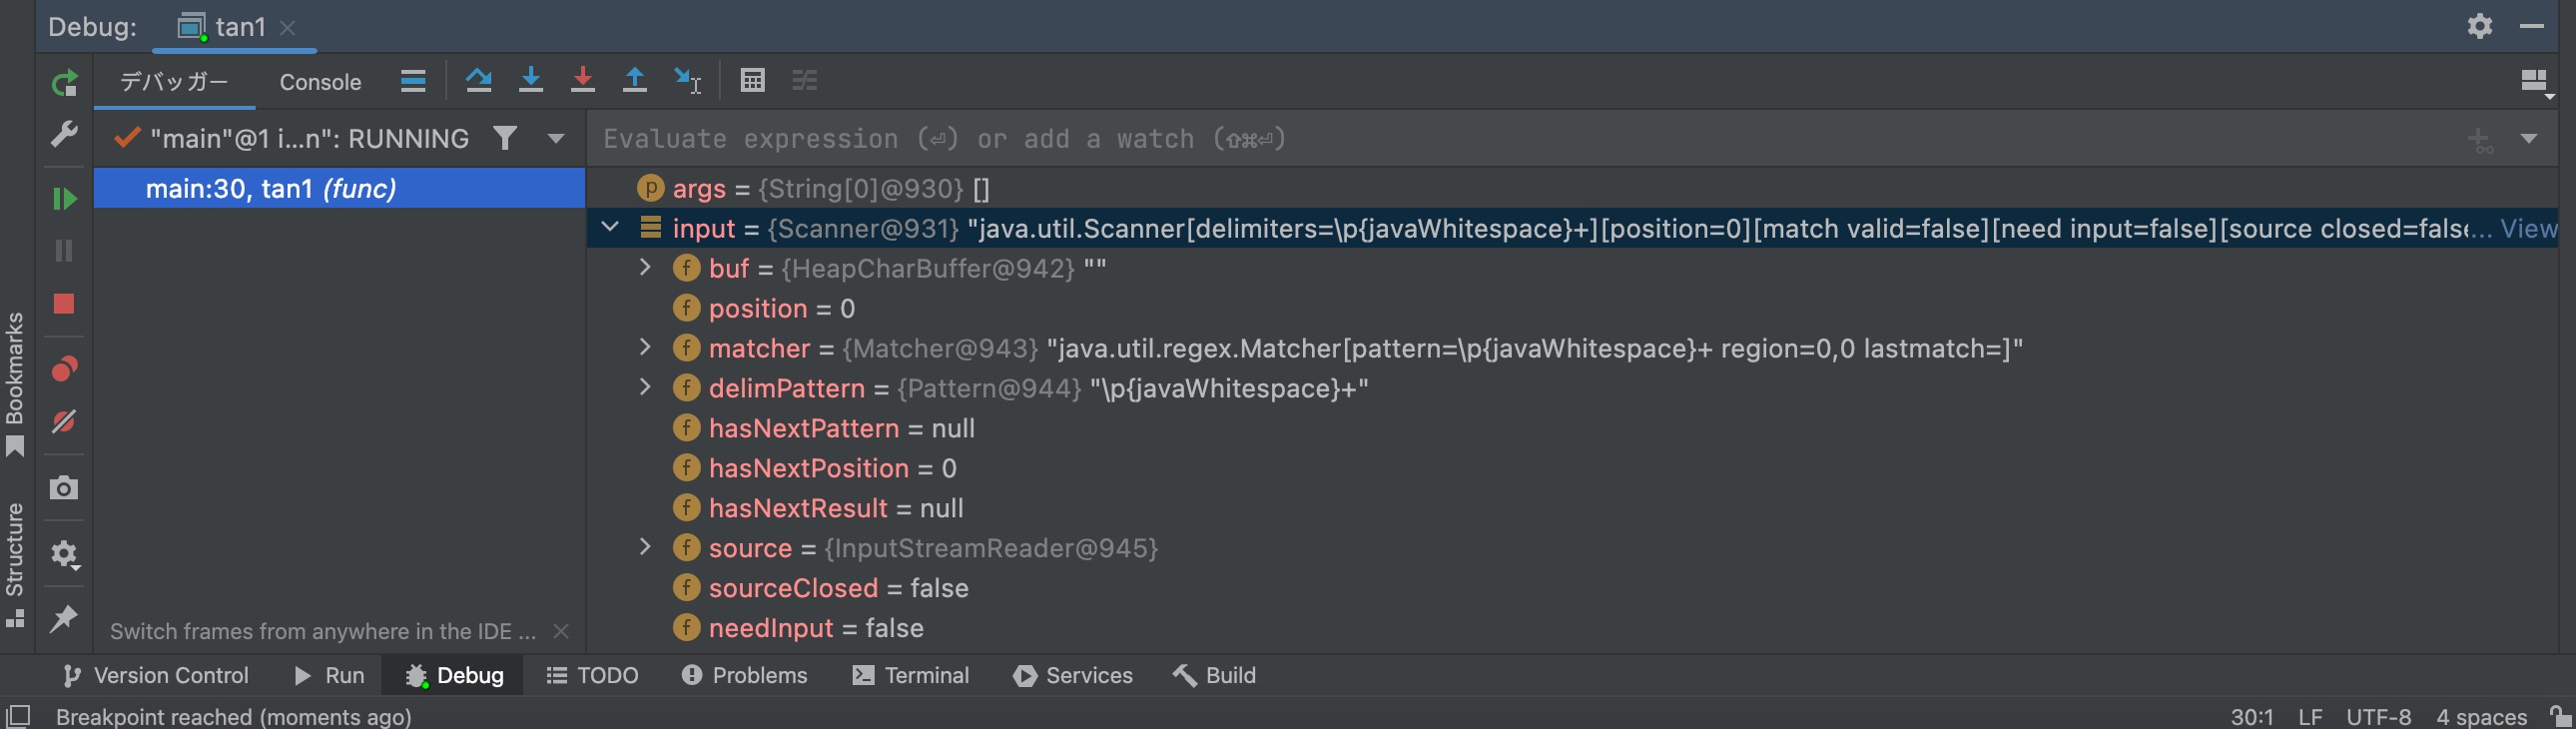 Debug: tan1
デバッガー Console
"main"@1 i...n": RUNNING
Evaluate expression (⏎) or add a watch (⇧⌘⏎)
main:30, tan1 (func)
args = {String[0]@930} []
input = {Scanner@931} "java.util.Scanner[delimiters=\p{javaWhitespace}+][position=0][match valid=false][need input=false][source closed=false... View
buf = {HeapCharBuffer@942} ""
position = 0
matcher = {Matcher@943} "java.util.regex.Matcher[pattern=\p{javaWhitespace}+ region=0,0 lastmatch=]"
delimPattern = {Pattern@944} "\p{javaWhitespace}+"
hasNextPattern = null
hasNextPosition = 0
hasNextResult = null
source = {InputStreamReader@945}
sourceClosed = false
needInput = false
Switch frames from anywhere in the IDE ...
Bookmarks
Structure
Version Control Run Debug TODO Problems Terminal Services Build
Breakpoint reached (moments ago) 30:1 LF UTF-8 4 spaces